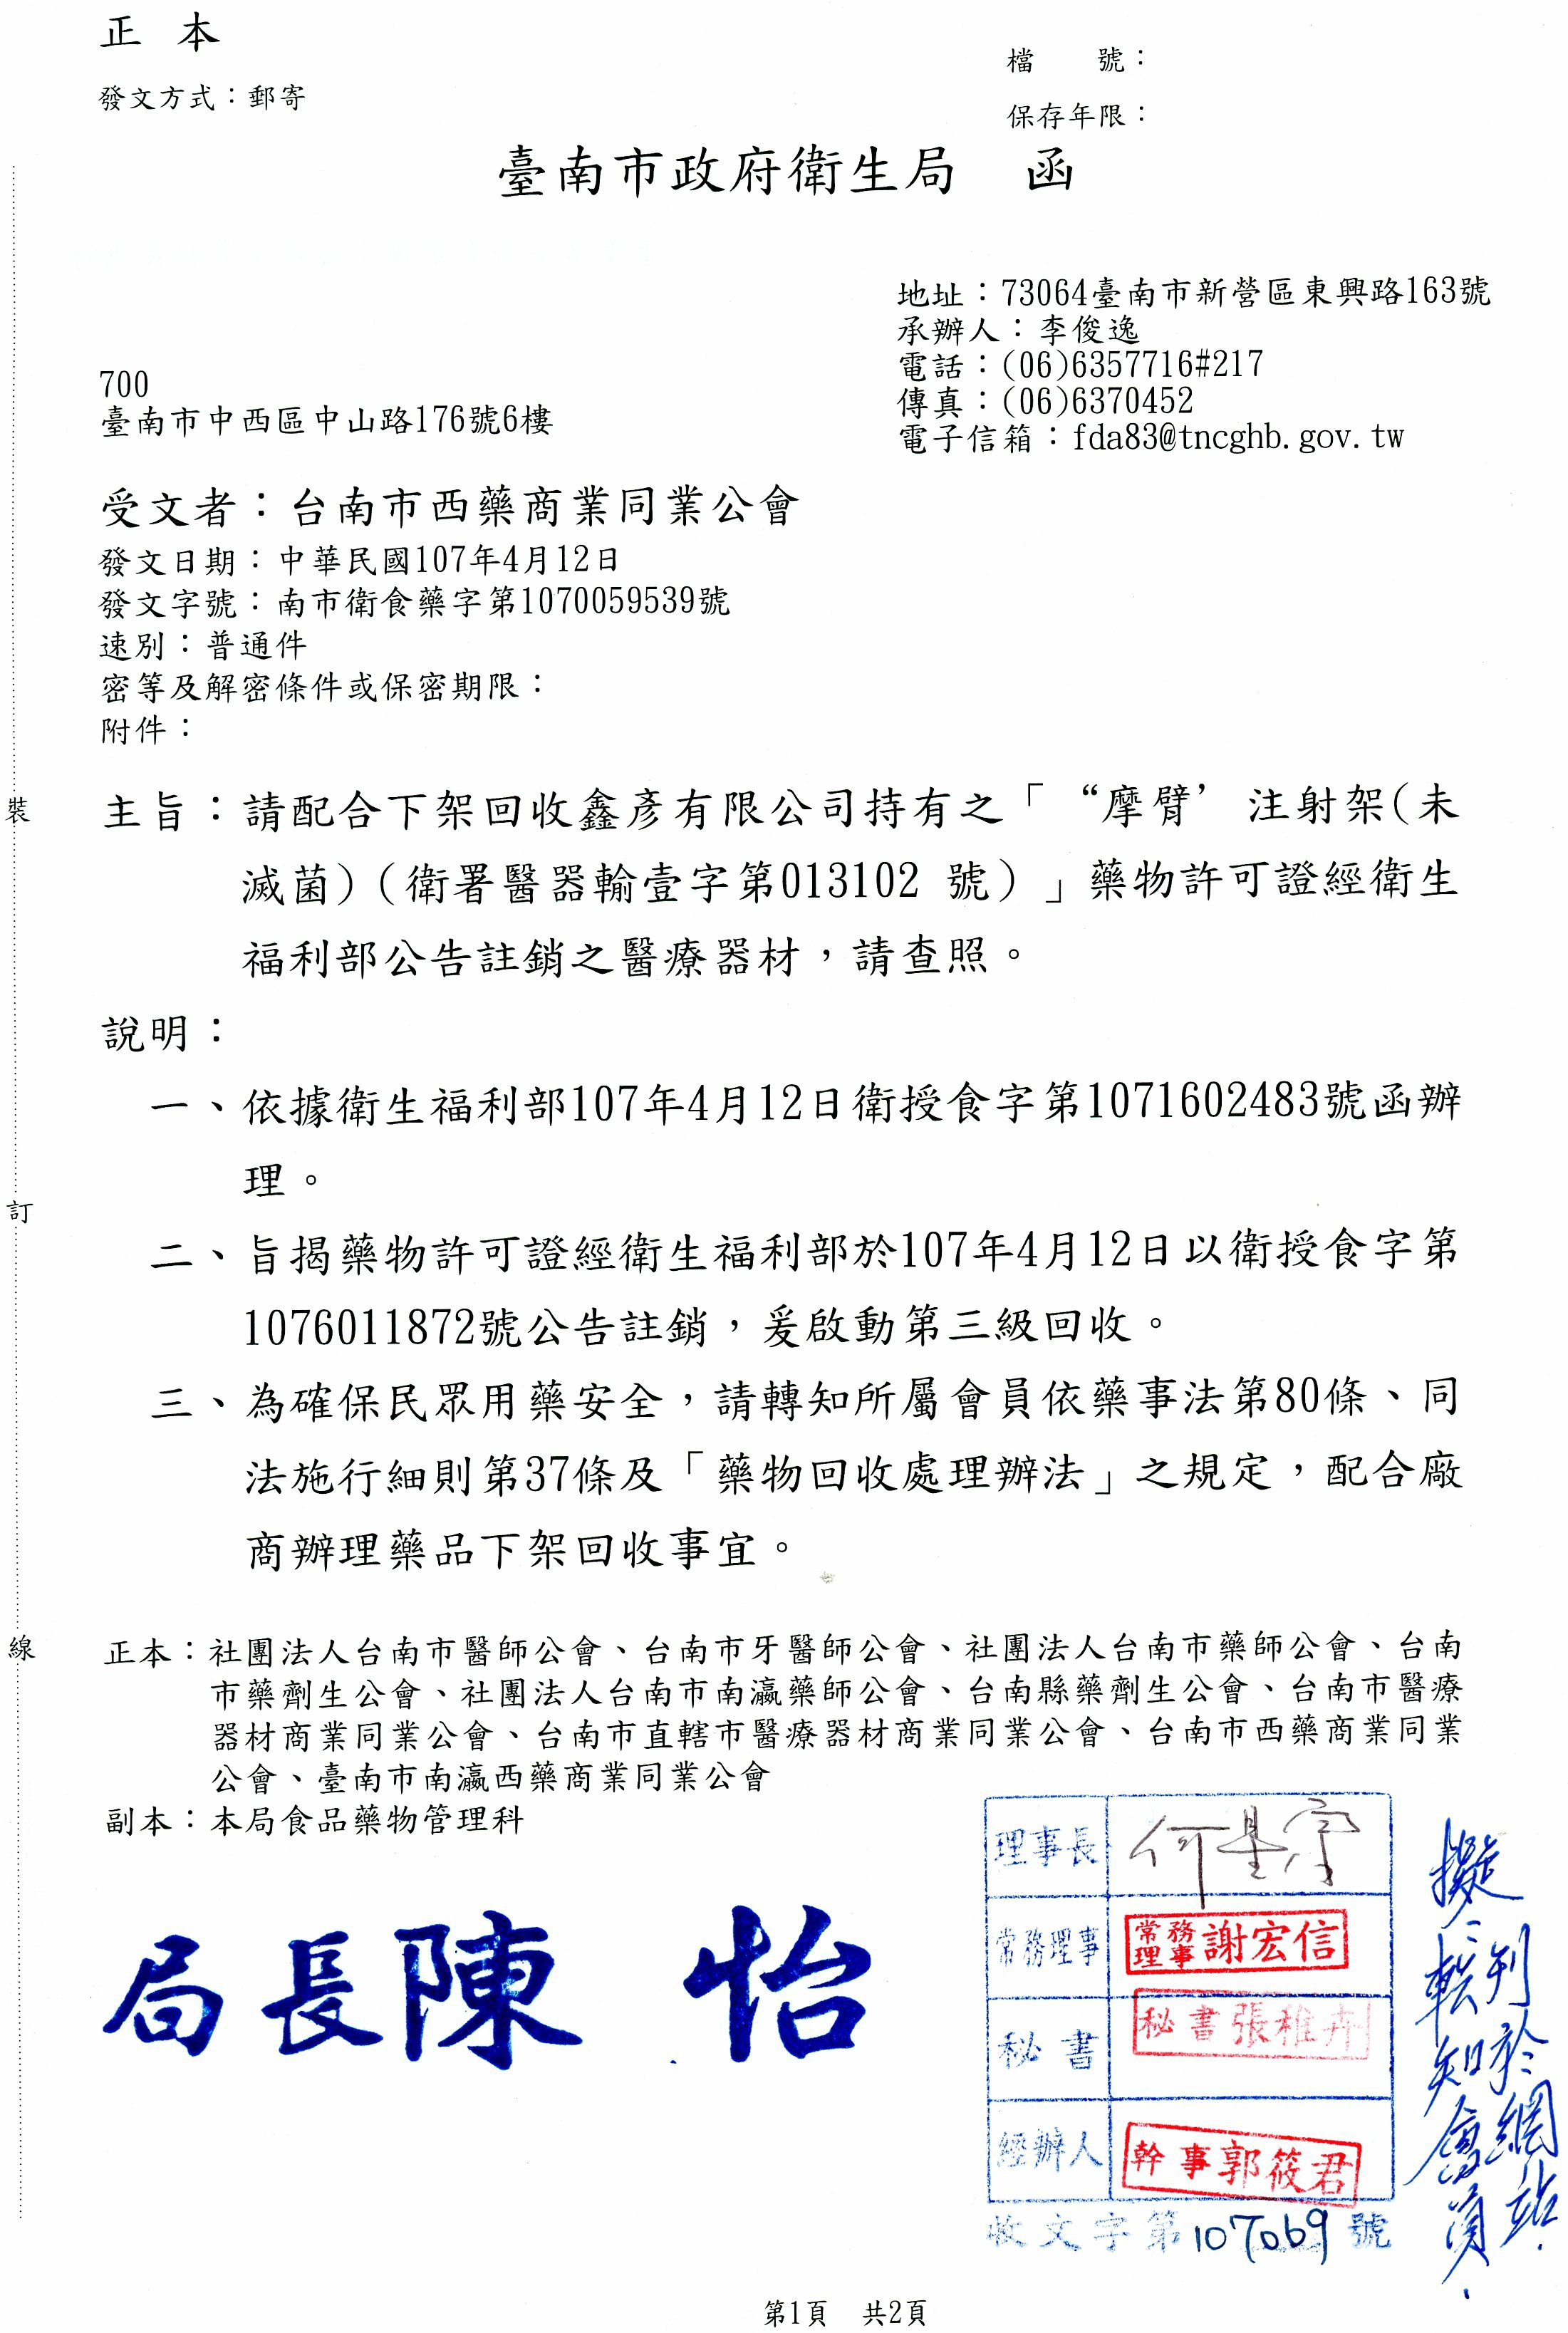 正本
發文方式：郵寄
檔　　號：
保存年限：
臺南市政府衛生局　函
地址：73064臺南市新營區東興路163號
承辦人：李俊逸
電話：(06)6357716#217
傳真：(06)6370452
電子信箱：fda83@tncghb.gov.tw
700
臺南市中西區中山路176號6樓
受文者：台南市西藥商業同業公會
發文日期：中華民國107年4月12日
發文字號：南市衛食藥字第1070059539號
速別：普通件
密等及解密條件或保密期限：
附件：
主旨：請配合下架回收鑫彥有限公司持有之「“摩臂’注射架(未
滅菌)(衛署醫器輸壹字第013102 號)」藥物許可證經衛生
福利部公告註銷之醫療器材，請查照。
說明：
一、依據衛生福利部107年4月12日衛授食字第1071602483號函辦
理。
二、旨揭藥物許可證經衛生福利部於107年4月12日以衛授食字第
1076011872號公告註銷，爰啟動第三級回收。
三、為確保民眾用藥安全，請轉知所屬會員依藥事法第80條、同
法施行細則第37條及「藥物回收處理辦法」之規定，配合廠
商辦理藥品下架回收事宜。
裝
訂
線
正本：社團法人台南市醫師公會、台南市牙醫師公會、社團法人台南市藥師公會、台南
市藥劑生公會、社團法人台南市南瀛藥師公會、台南縣藥劑生公會、台南市醫療
器材商業同業公會、台南市直轄市醫療器材商業同業公會、台南市西藥商業同業
公會、臺南市南瀛西藥商業同業公會
副本：本局食品藥物管理科
局長陳怡
理事長
常務理事 常務理事謝宏信
秘書 秘書張稚卉
經辦人 幹事郭筱君
收文字第107069號
擬：刊於網站.
轉知會員.
第1頁　共2頁